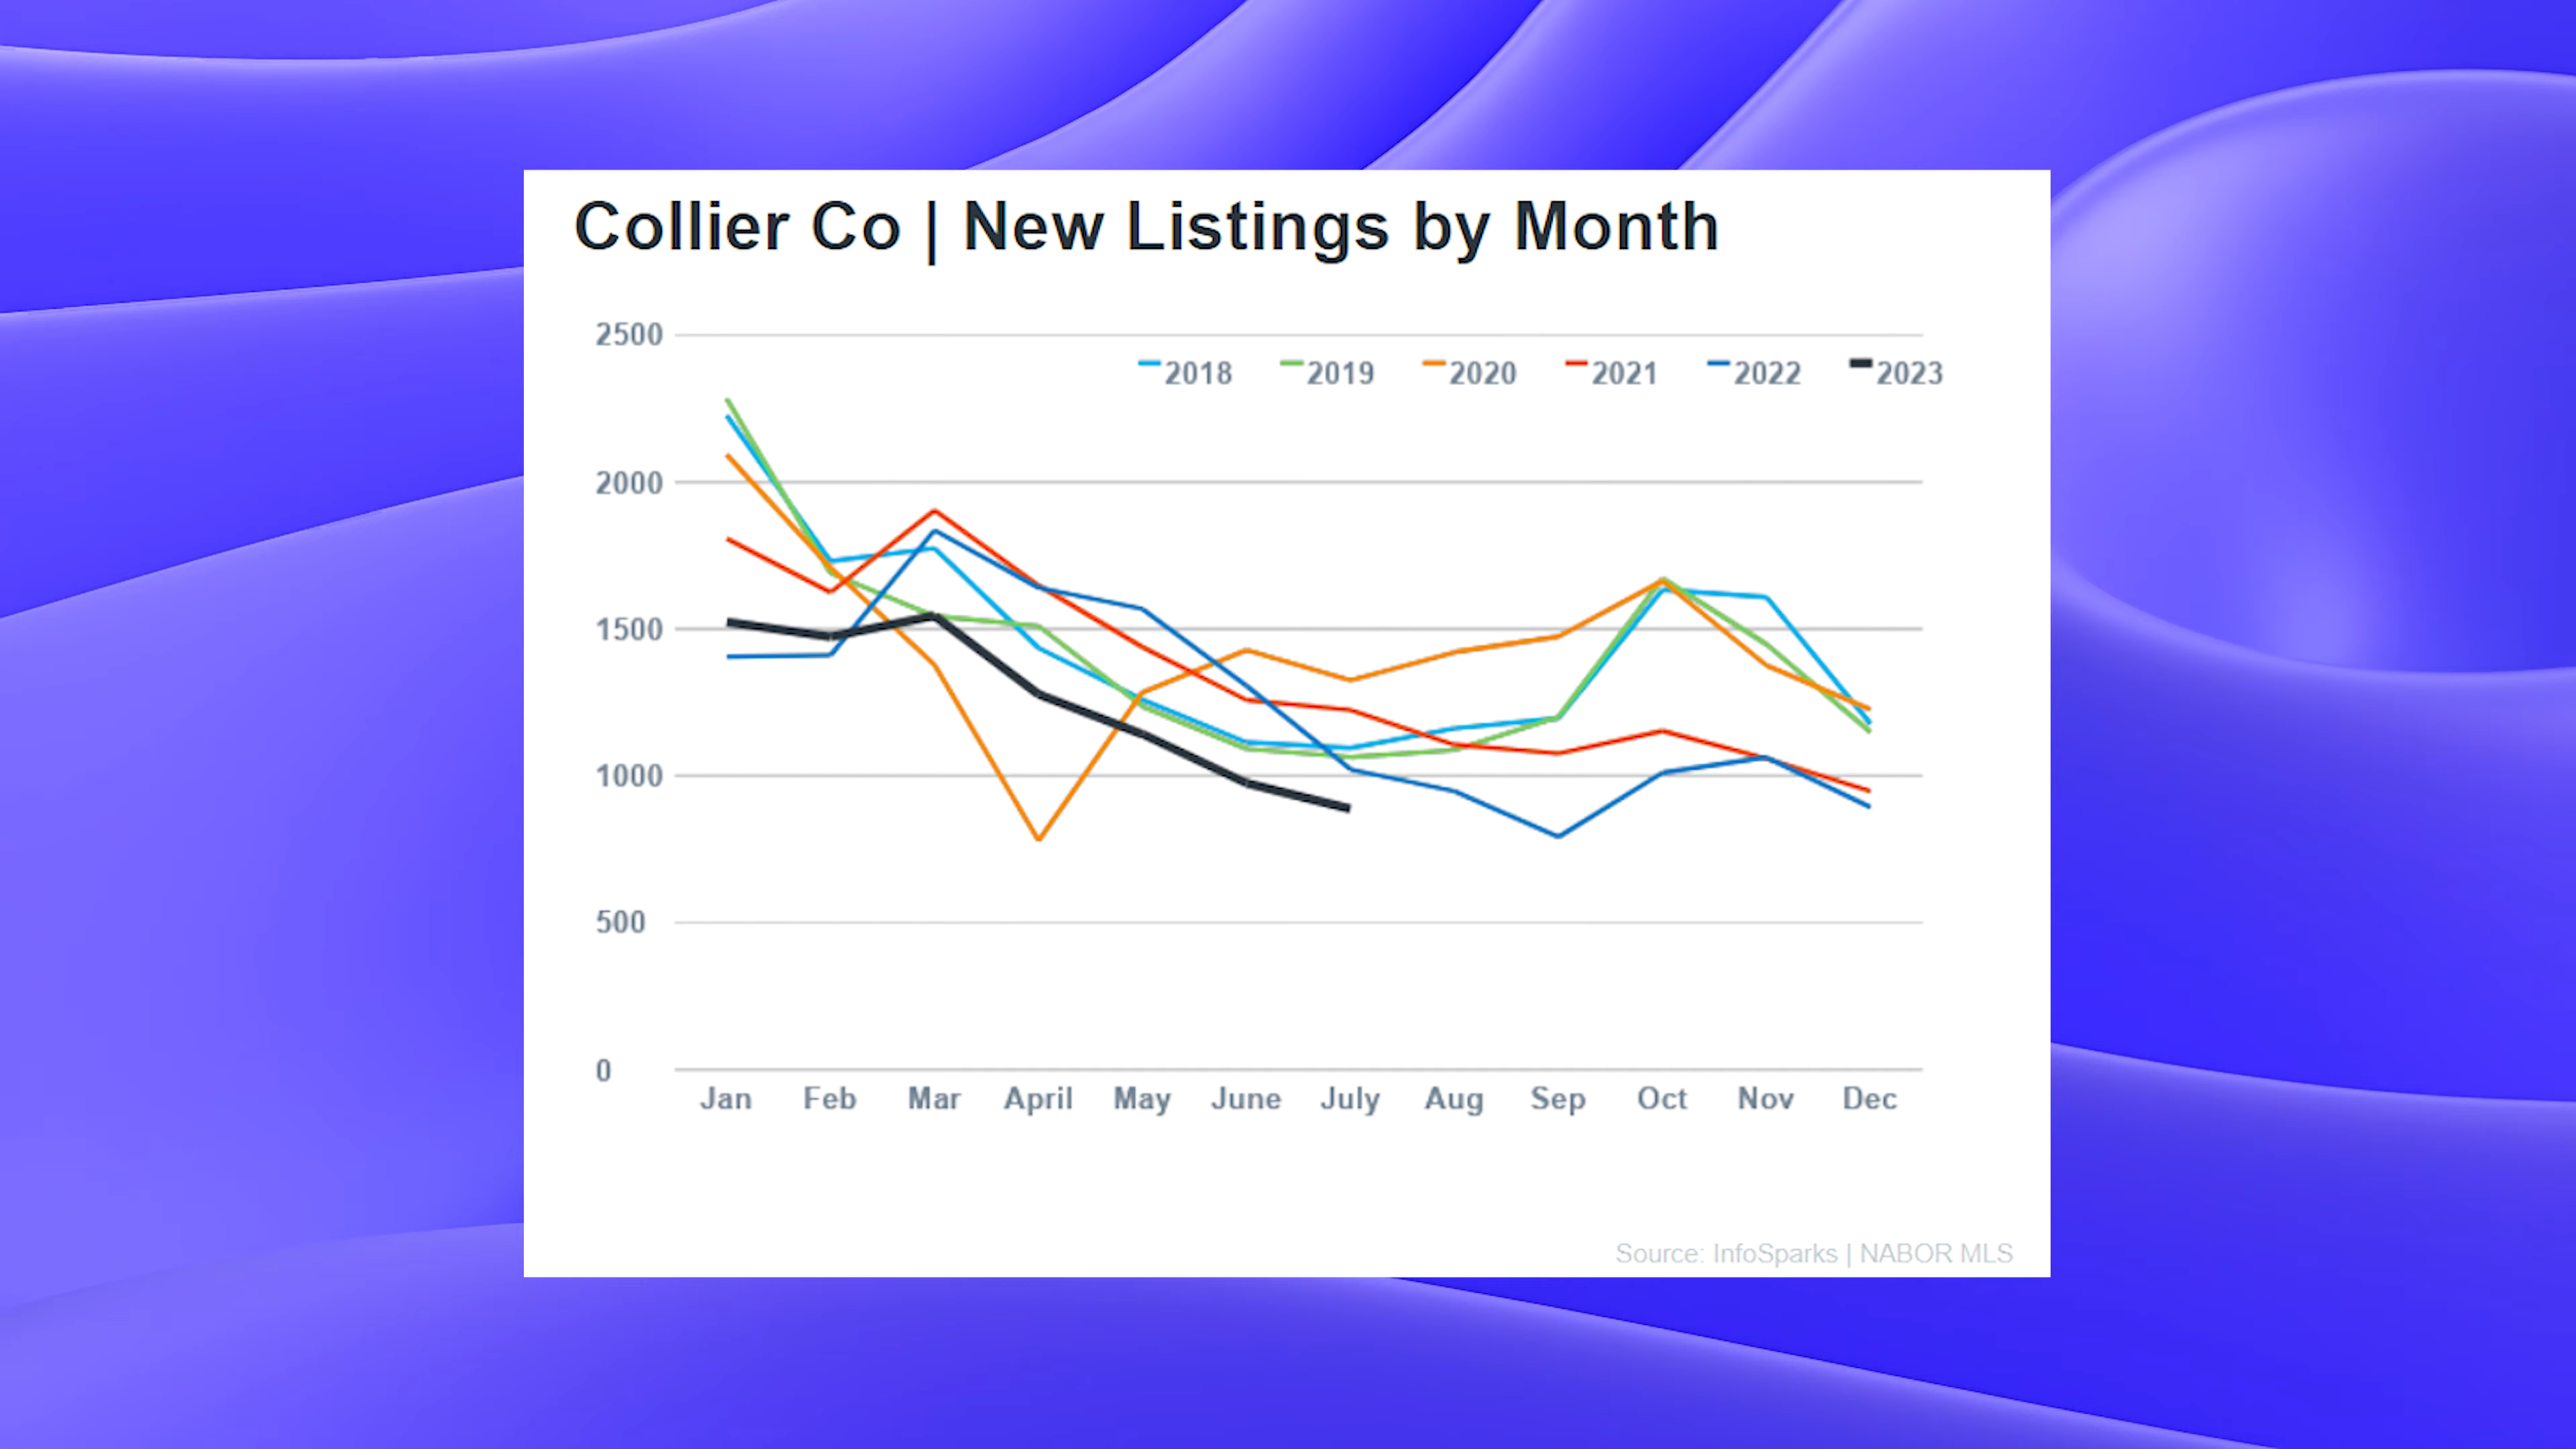 Collier Co | New Listings by Month
2500
2018 2019 2020 2021 2022 2023
2000
1500
1000
500
0
Jan Feb Mar April May June July Aug Sep Oct Nov Dec
Source: InfoSparks | NABOR MLS